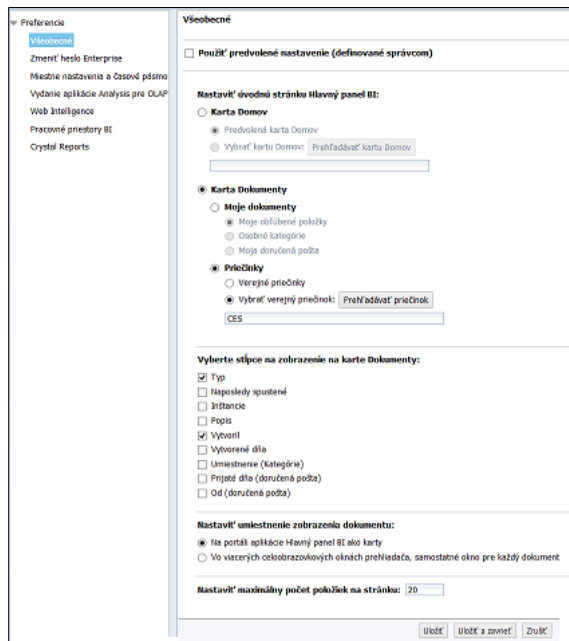 Preferencie
Všeobecné
Zmeniť heslo Enterprise
Miestne nastavenia a časové pásmo
Vydanie aplikácie Analysis pre OLAP
Web Intelligence
Pracovné priestory BI
Crystal Reports
Všeobecné
Použiť predvolené nastavenie (definované správcom)
Nastaviť úvodnú stránku Hlavný panel BI:
Karta Domov
Predvolená karta Domov
Vybrať kartu Domov: Prehľadávať kartu Domov
Karta Dokumenty
Moje dokumenty
Moje obľúbené položky
Osobné kategórie
Moja doručená pošta
Priečinky
Verejné priečinky
Vybrať verejný priečinok: Prehľadávať priečinok
CES
Vyberte stĺpce na zobrazenie na karte Dokumenty:
Typ
Naposledy spustené
Inštancie
Popis
Vytvoril
Vytvorené dňa
Umiestnenie (Kategórie)
Prijaté dňa (doručená pošta)
Od (doručená pošta)
Nastaviť umiestnenie zobrazenia dokumentu:
Na portáli aplikácie Hlavný panel BI ako karty
Vo viacerých celoobrazovkových oknách prehliadača, samostatné okno pre každý dokument
Nastaviť maximálny počet položiek na stránku: 20
Uložiť Uložiť a zavrieť Zrušiť